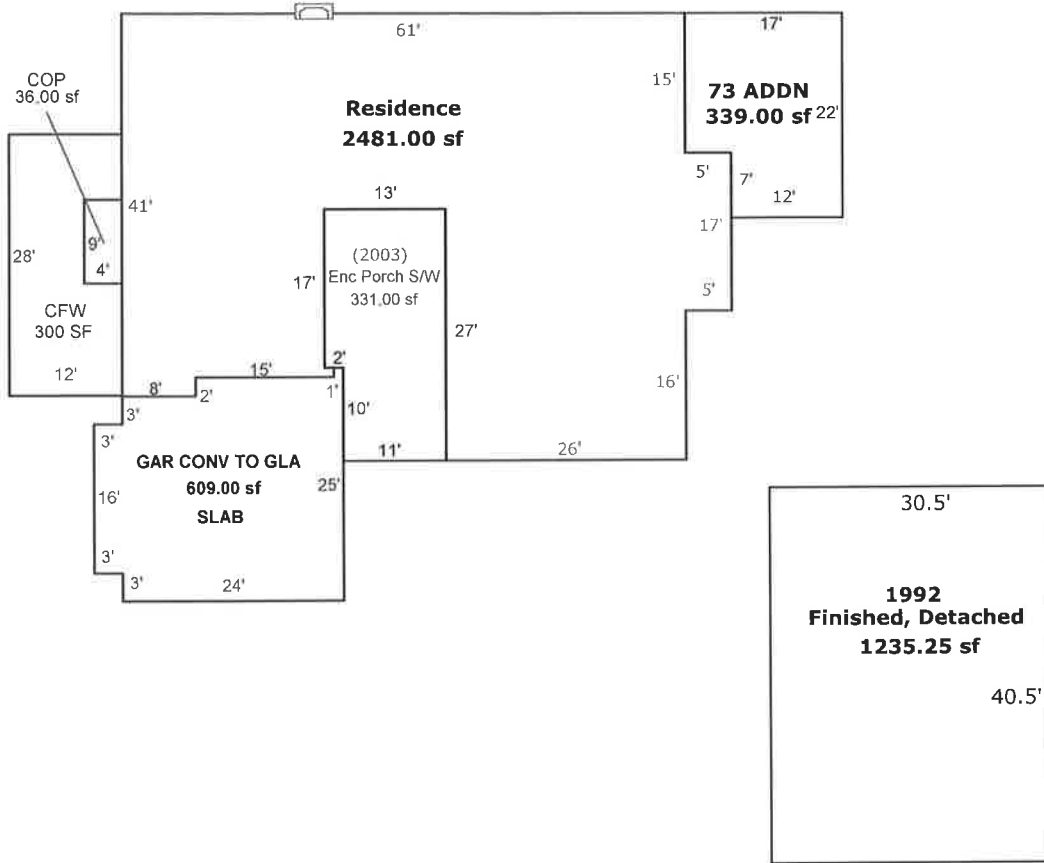 61'
17'
COP
36.00 sf
15'
73 ADDN
339.00 sf
22'
Residence
2481.00 sf
5'
7'
12'
13'
41'
17'
9'
4'
28'
(2003)
Enc Porch S/W
331.00 sf
17'
27'
5'
CFW
300 SF
12'
8'
2'
15'
2'
1'
16'
10'
3'
3'
11'
26'
GAR CONV TO GLA
609.00 sf
SLAB
25'
16'
3'
3'
24'
30.5'
1992
Finished, Detached
1235.25 sf
40.5'